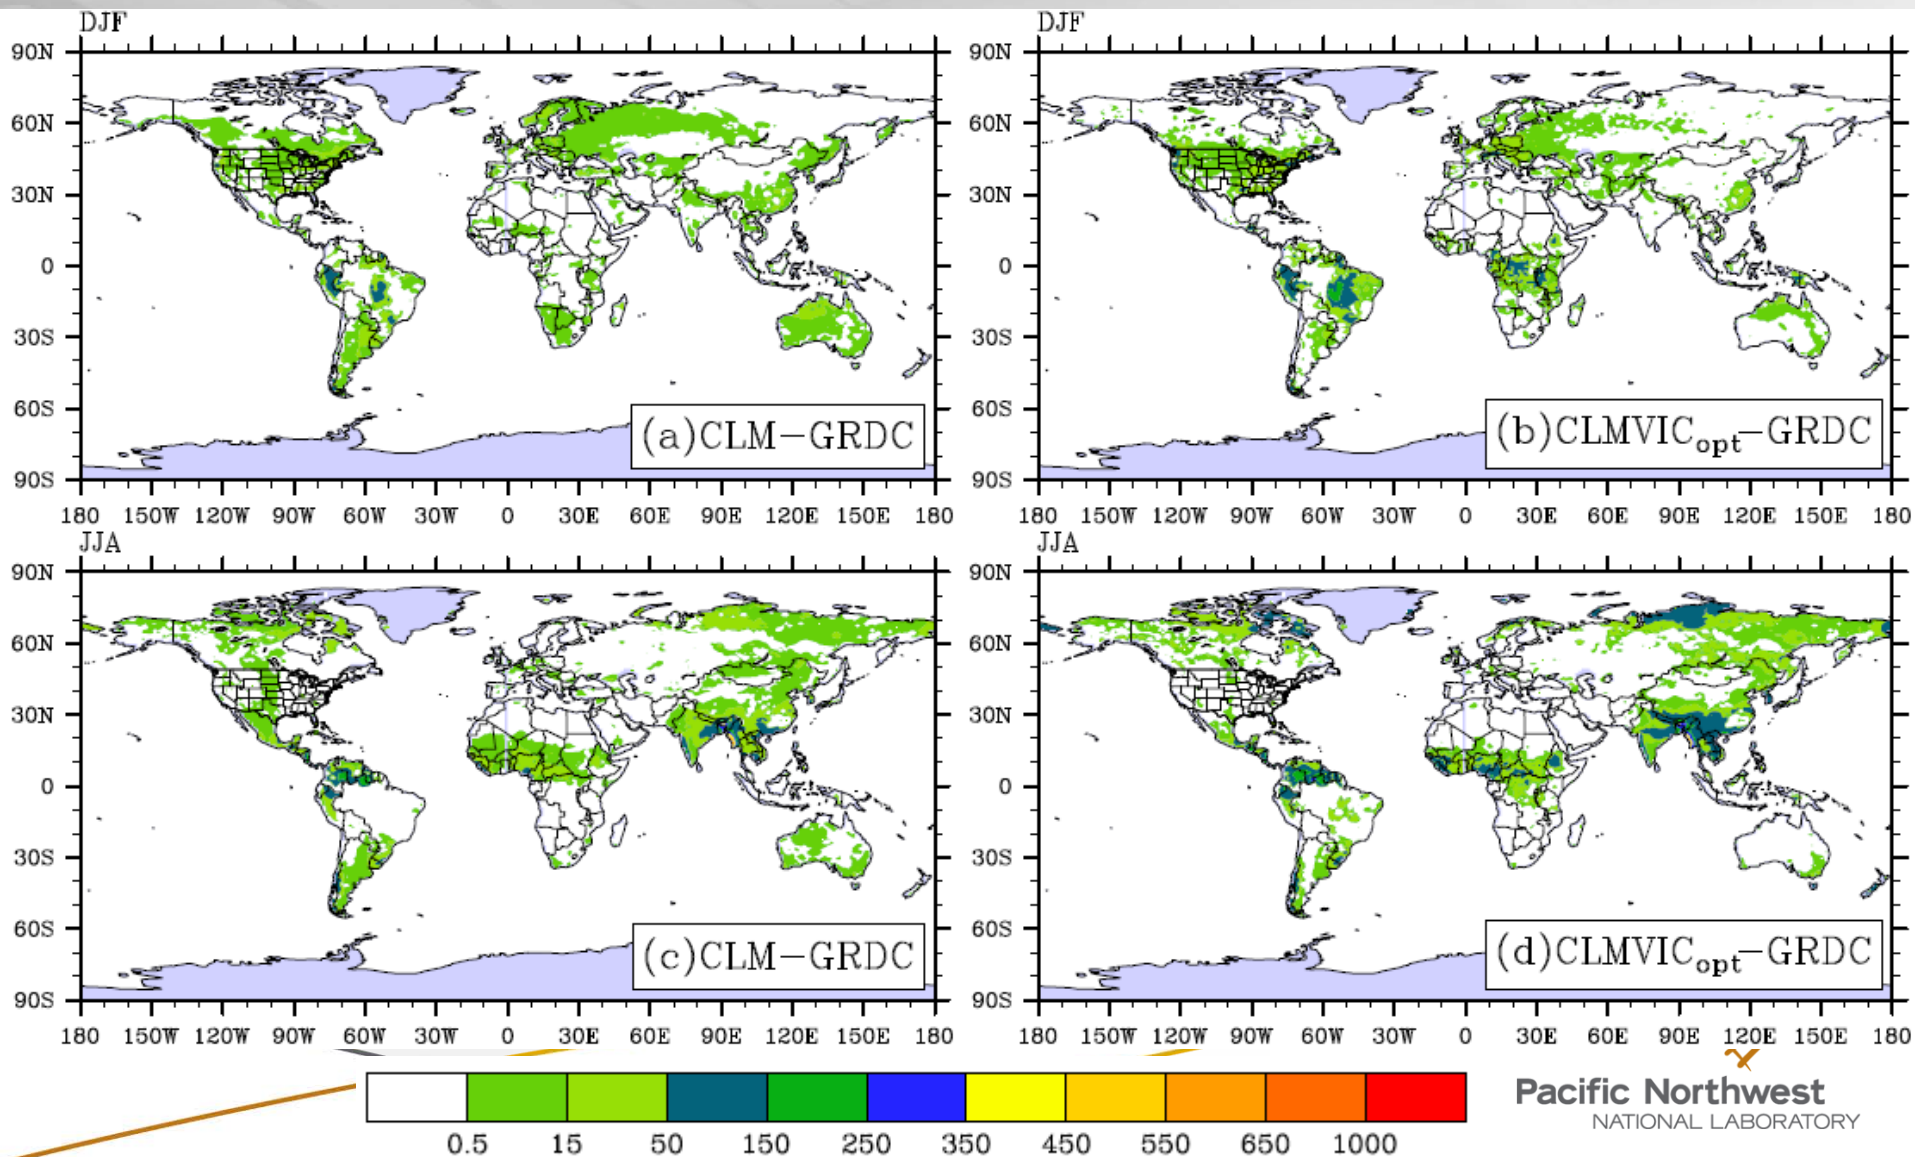 DJF
90N
60N
30N
0
30S
60S
90S
180 150W 120W 90W 60W 30W 0 30E 60E 90E 120E 150E 180
(a)CLM-GRDC
DJF
90N
60N
30N
0
30S
60S
90S
180 150W 120W 90W 60W 30W 0 30E 60E 90E 120E 150E 180
(b)CLMVICopt-GRDC
JJA
90N
60N
30N
0
30S
60S
90S
180 150W 120W 90W 60W 30W 0 30E 60E 90E 120E 150E 180
(c)CLM-GRDC
JJA
90N
60N
30N
0
30S
60S
90S
180 150W 120W 90W 60W 30W 0 30E 60E 90E 120E 150E 180
(d)CLMVICopt-GRDC
0.5 15 50 150 250 350 450 550 650 1000
Pacific Northwest
NATIONAL LABORATORY